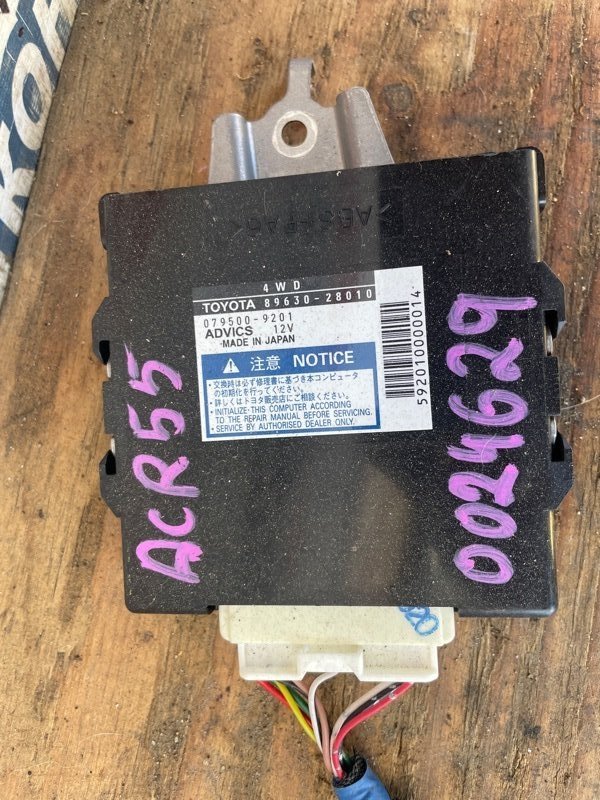 >ABS+PA6<
4WD
TOYOTA 89630-28010
079500-9201
ADVICS 12V
MADE IN JAPAN
注意 NOTICE
・交換時は必ず修理書に基づき本コンピュータ
の初期化を行ってください。
・詳しくはトヨタ販売店にご相談ください。
・INITIALIZE・THIS COMPUTER ACCORDING
TO THE REPAIR MANUAL BEFORE SERVICING.
・SERVICE BY AUTHORISED DEALER ONLY.
592010000014
ACR55
0024629